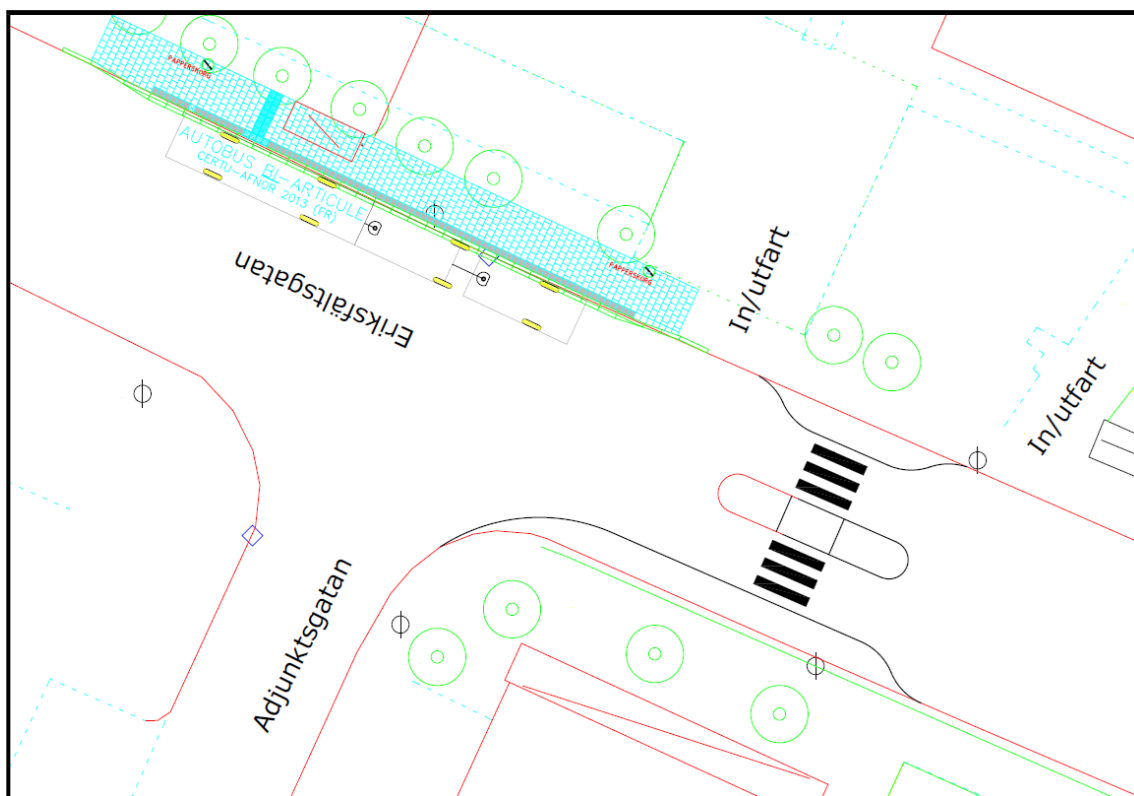 PAPPERSKORG
AUTOBUS BI-ARTICULE
CERTU-AFNOR 2013 (FR)
Eriksfältsgatan
PAPPERSKORG
In/utfart
In/utfart
Adjunktsgatan